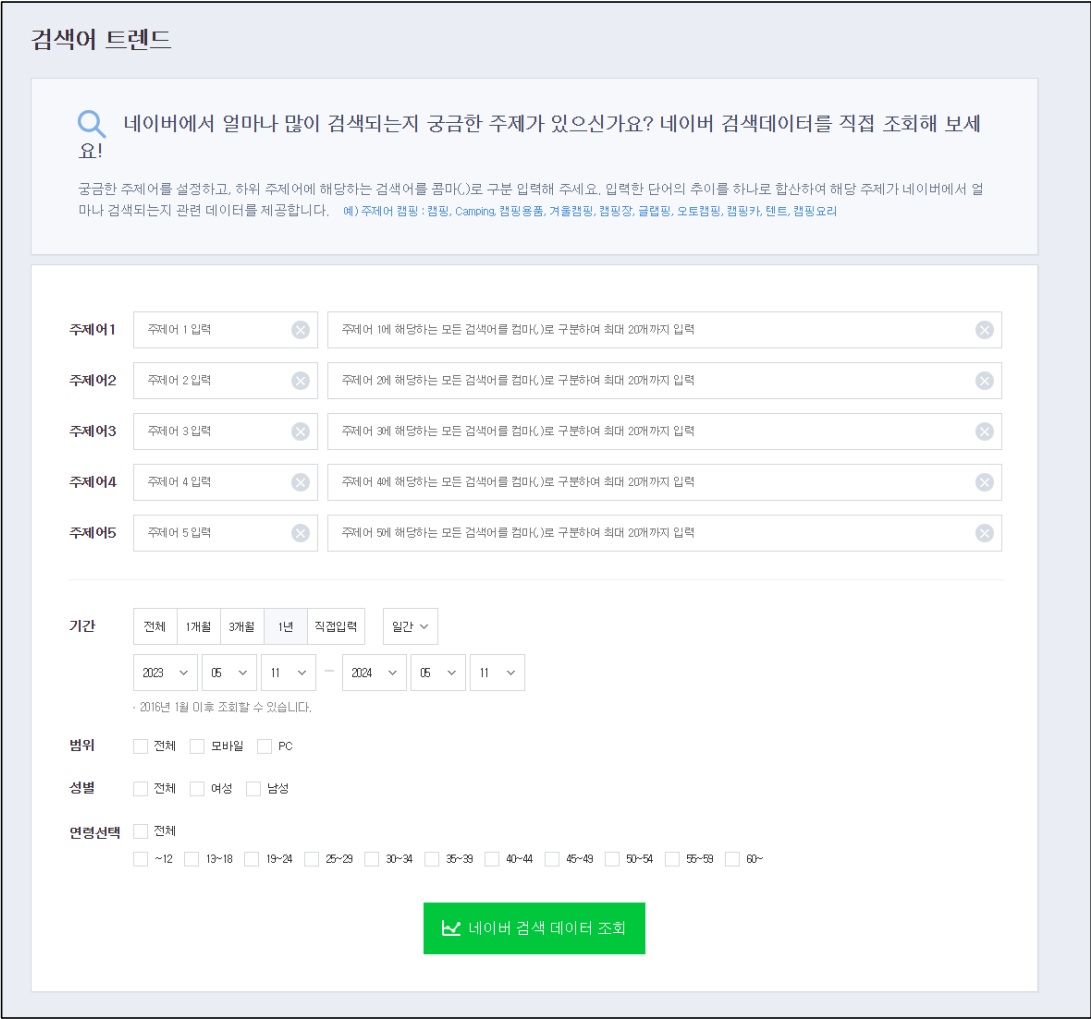 검색어 트렌드
네이버에서 얼마나 많이 검색되는지 궁금한 주제가 있으신가요? 네이버 검색데이터를 직접 조회해 보세
요!
궁금한 주제어를 설정하고, 하위 주제어에 해당하는 검색어를 콤마(,)로 구분 입력해 주세요. 입력한 단어의 추이를 하나로 합산하여 해당 주제가 네이버에서 얼
마나 검색되는지 관련 데이터를 제공합니다. 예) 주제어 캠핑 : 캠핑, Camping, 캠핑용품, 겨울캠핑, 캠핑장, 글램핑, 오토캠핑, 캠핑카, 텐트, 캠핑요리
주제어1 주제어 1 입력 주제어 1에 해당하는 모든 검색어를 컴마(,)로 구분하여 최대 20개까지 입력
주제어2 주제어 2 입력 주제어 2에 해당하는 모든 검색어를 컴마(,)로 구분하여 최대 20개까지 입력
주제어3 주제어 3 입력 주제어 3에 해당하는 모든 검색어를 컴마(,)로 구분하여 최대 20개까지 입력
주제어4 주제어 4 입력 주제어 4에 해당하는 모든 검색어를 컴마(,)로 구분하여 최대 20개까지 입력
주제어5 주제어 5 입력 주제어 5에 해당하는 모든 검색어를 컴마(,)로 구분하여 최대 20개까지 입력
기간 전체 1개월 3개월 1년 직접입력 일간
2023 05 11 – 2024 05 11
· 2016년 1월 이후 조회할 수 있습니다.
범위 전체 모바일 PC
성별 전체 여성 남성
연령선택 전체
~12 13~18 19~24 25~29 30~34 35~39 40~44 45~49 50~54 55~59 60~
네이버 검색 데이터 조회